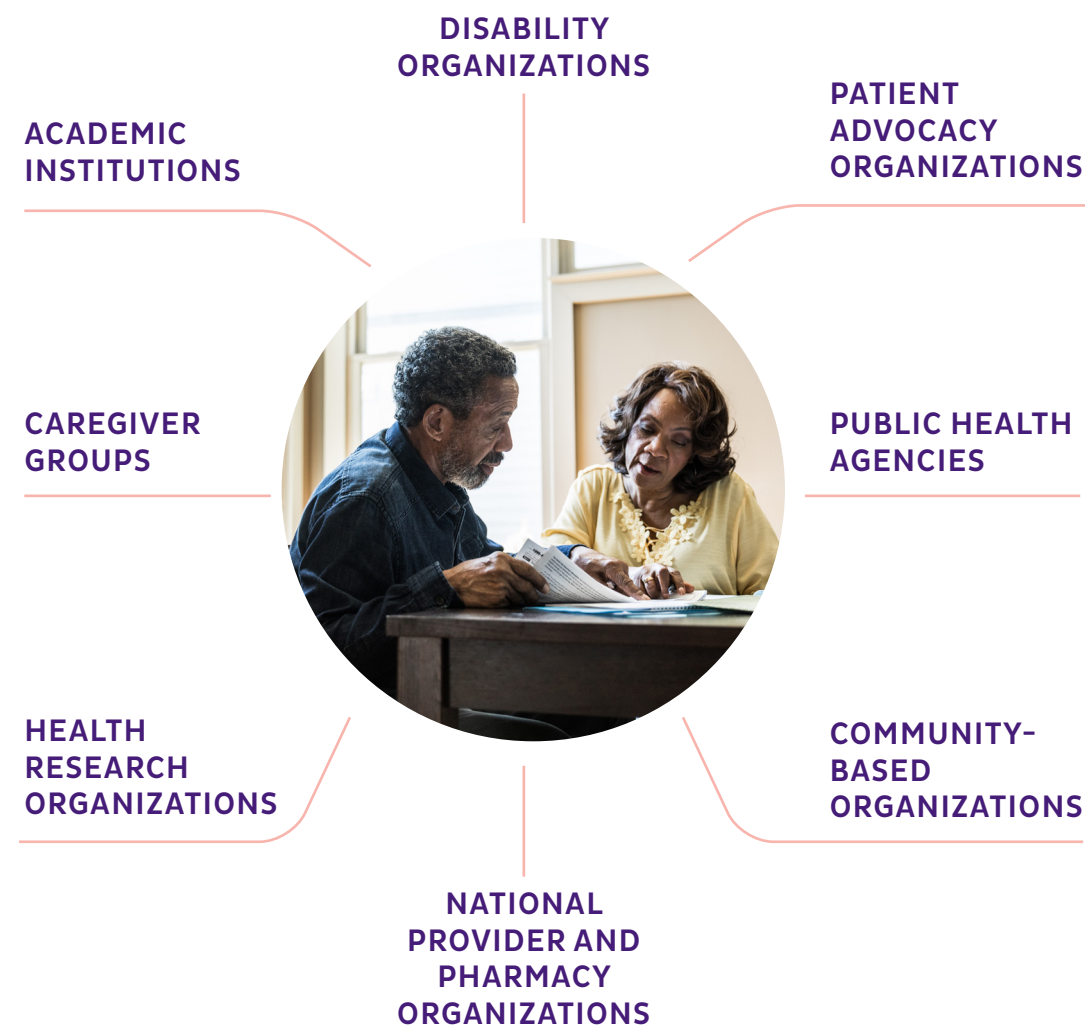 DISABILITY
ORGANIZATIONS
PATIENT
ADVOCACY
ORGANIZATIONS
ACADEMIC
INSTITUTIONS
CAREGIVER
GROUPS
PUBLIC HEALTH
AGENCIES
HEALTH
RESEARCH
ORGANIZATIONS
COMMUNITY-
BASED
ORGANIZATIONS
NATIONAL
PROVIDER AND
PHARMACY
ORGANIZATIONS